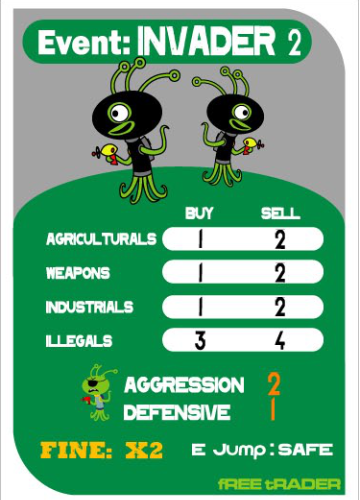 Event: INVADER 2
BUY SELL
AGRICULTURALS 1 2
WEAPONS 1 2
INDUSTRIALS 1 2
ILLEGALS 3 4
AGGRESSION 2
DEFENSIVE 1
FINE: X2 E Jump: SAFE
fREE tRADER